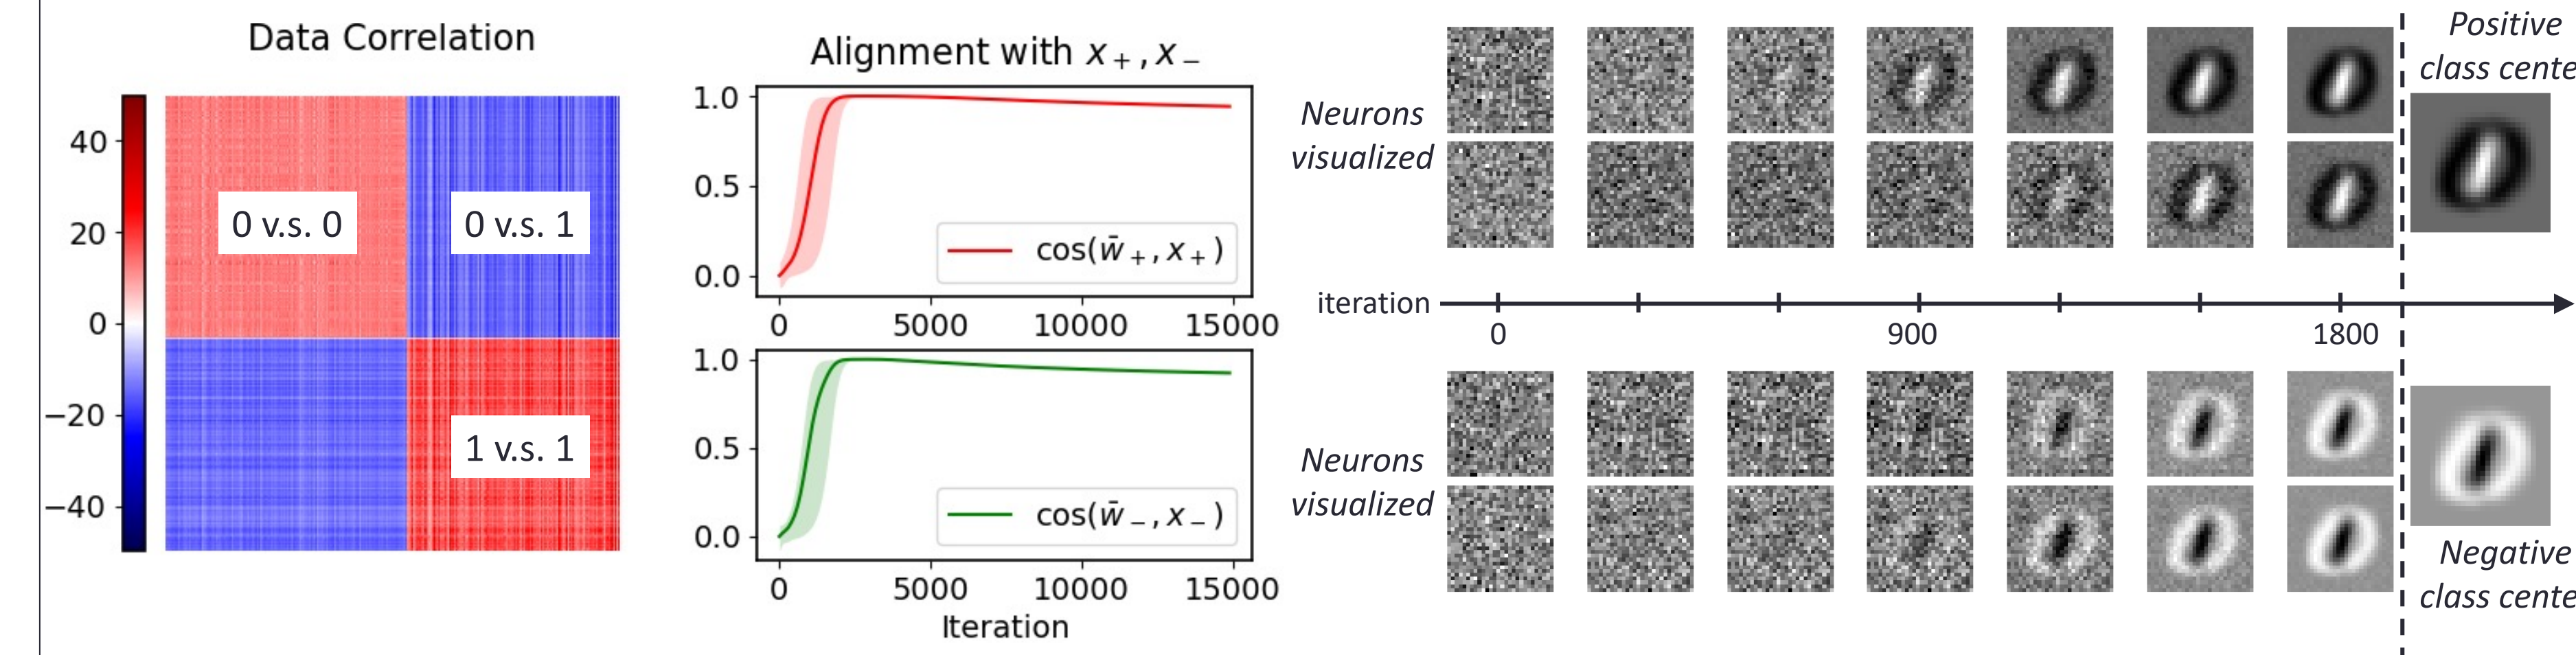 Data Correlation
40
20
0
−20
−40
0 v.s. 0
0 v.s. 1
1 v.s. 1
Alignment with x₊, x₋
1.0
0.5
0.0
cos(w̄₊, x₊)
0 5000 10000 15000
1.0
0.5
0.0
cos(w̄₋, x₋)
0 5000 10000 15000
Iteration
Neurons
visualized
iteration
0 900 1800
Neurons
visualized
Positive
class cente
Negative
class cente